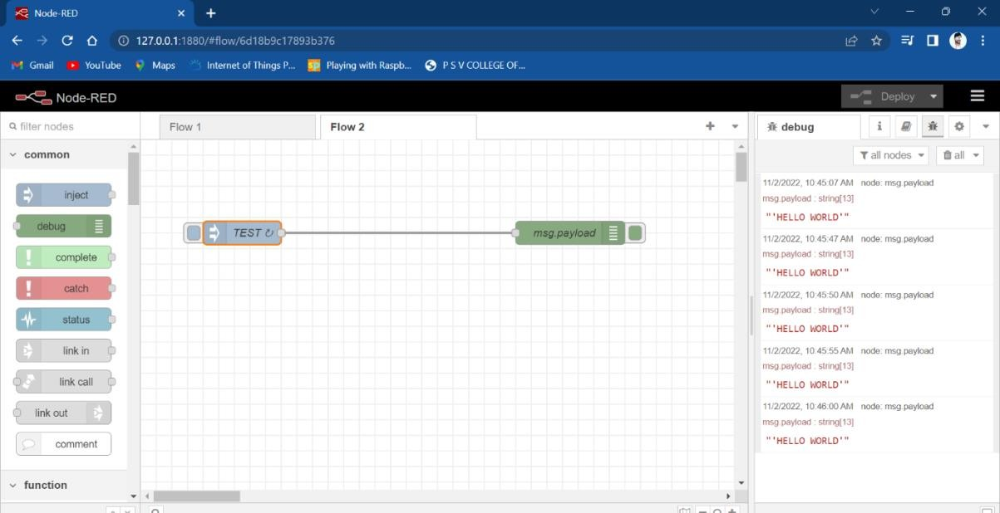 Node-RED
127.0.0.1:1880/#flow/6d18b9c17893b376
Gmail YouTube Maps Internet of Things P... Playing with Raspb... P S V COLLEGE OF...
Node-RED Deploy
filter nodes
common
inject
debug
complete
catch
status
link in
link call
link out
comment
function
Flow 1 Flow 2
TEST ↻ msg.payload
debug
all nodes all
11/2/2022, 10:45:07 AM node: msg.payload
msg.payload : string[13]
"'HELLO WORLD'"
11/2/2022, 10:45:47 AM node: msg.payload
msg.payload : string[13]
"'HELLO WORLD'"
11/2/2022, 10:45:50 AM node: msg.payload
msg.payload : string[13]
"'HELLO WORLD'"
11/2/2022, 10:45:55 AM node: msg.payload
msg.payload : string[13]
"'HELLO WORLD'"
11/2/2022, 10:46:00 AM node: msg.payload
msg.payload : string[13]
"'HELLO WORLD'"